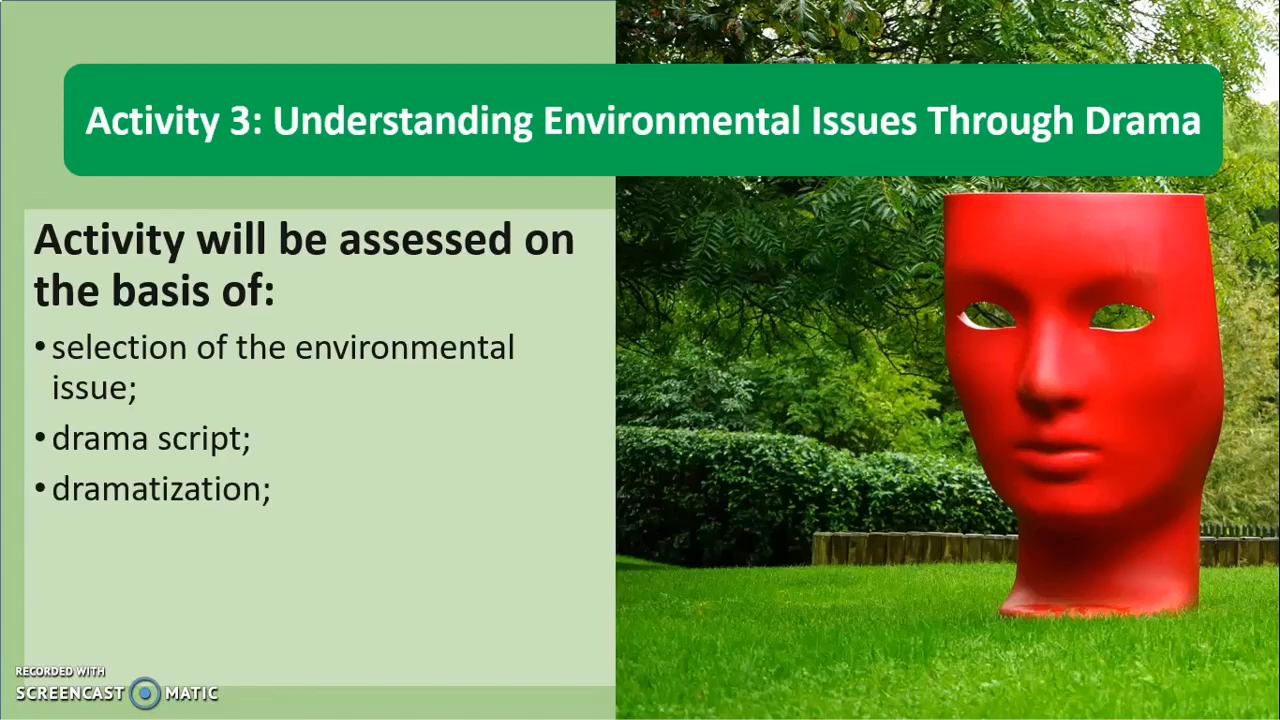 Activity 3: Understanding Environmental Issues Through Drama
Activity will be assessed on
the basis of:
•selection of the environmental
issue;
•drama script;
•dramatization;
RECORDED WITH
SCREENCAST MATIC